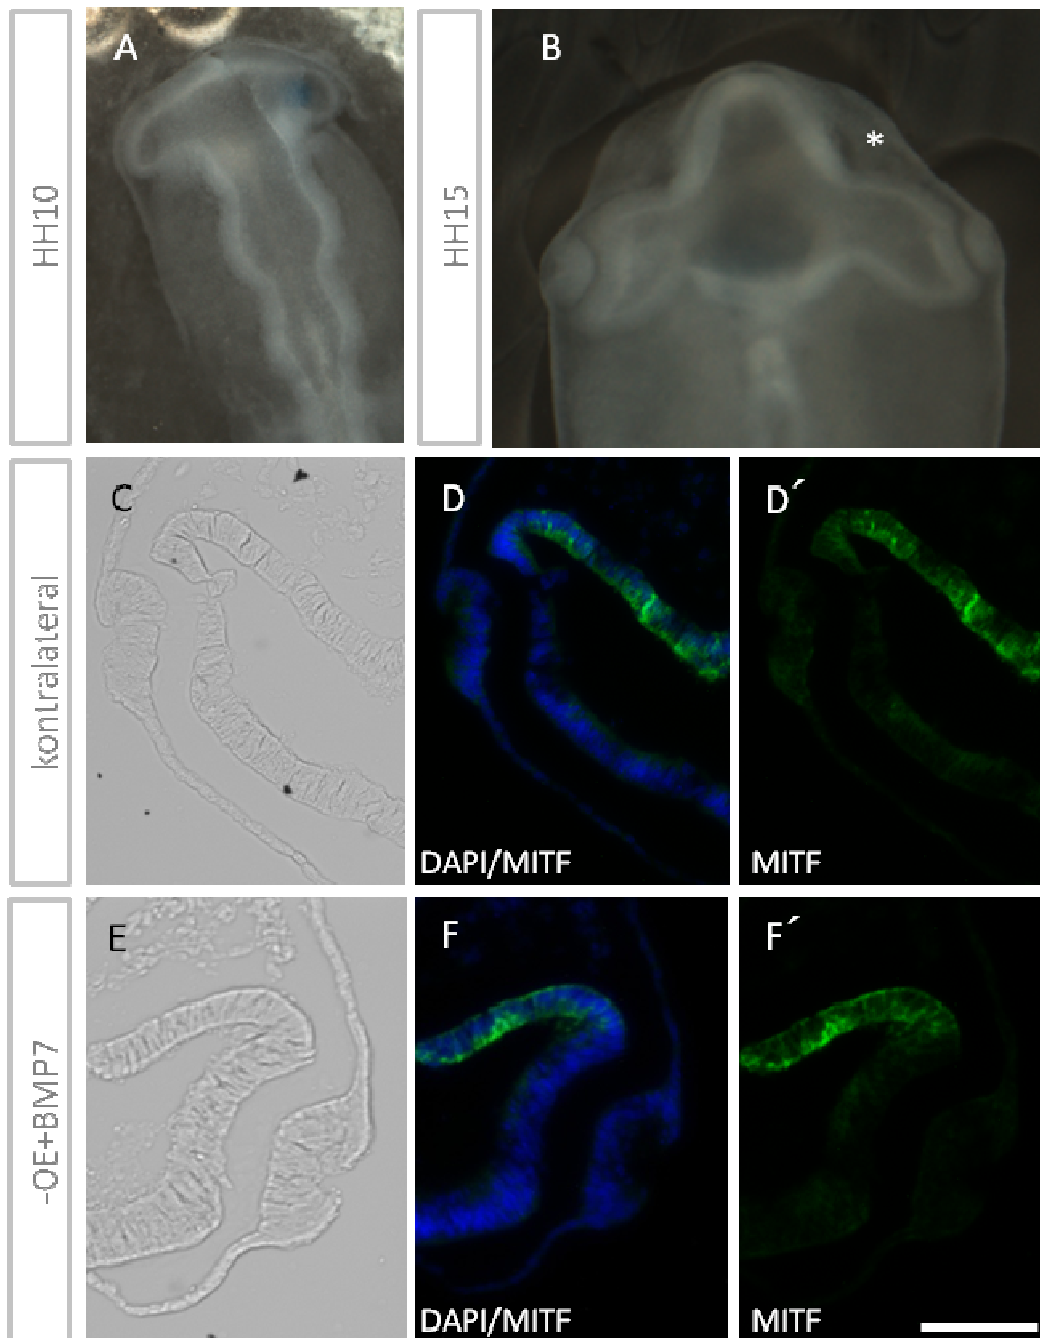 A
B
*
HH10
HH15
C
D
D´
kontralateral
DAPI/MITF
MITF
E
F
F´
-OE+BMP7
DAPI/MITF
MITF